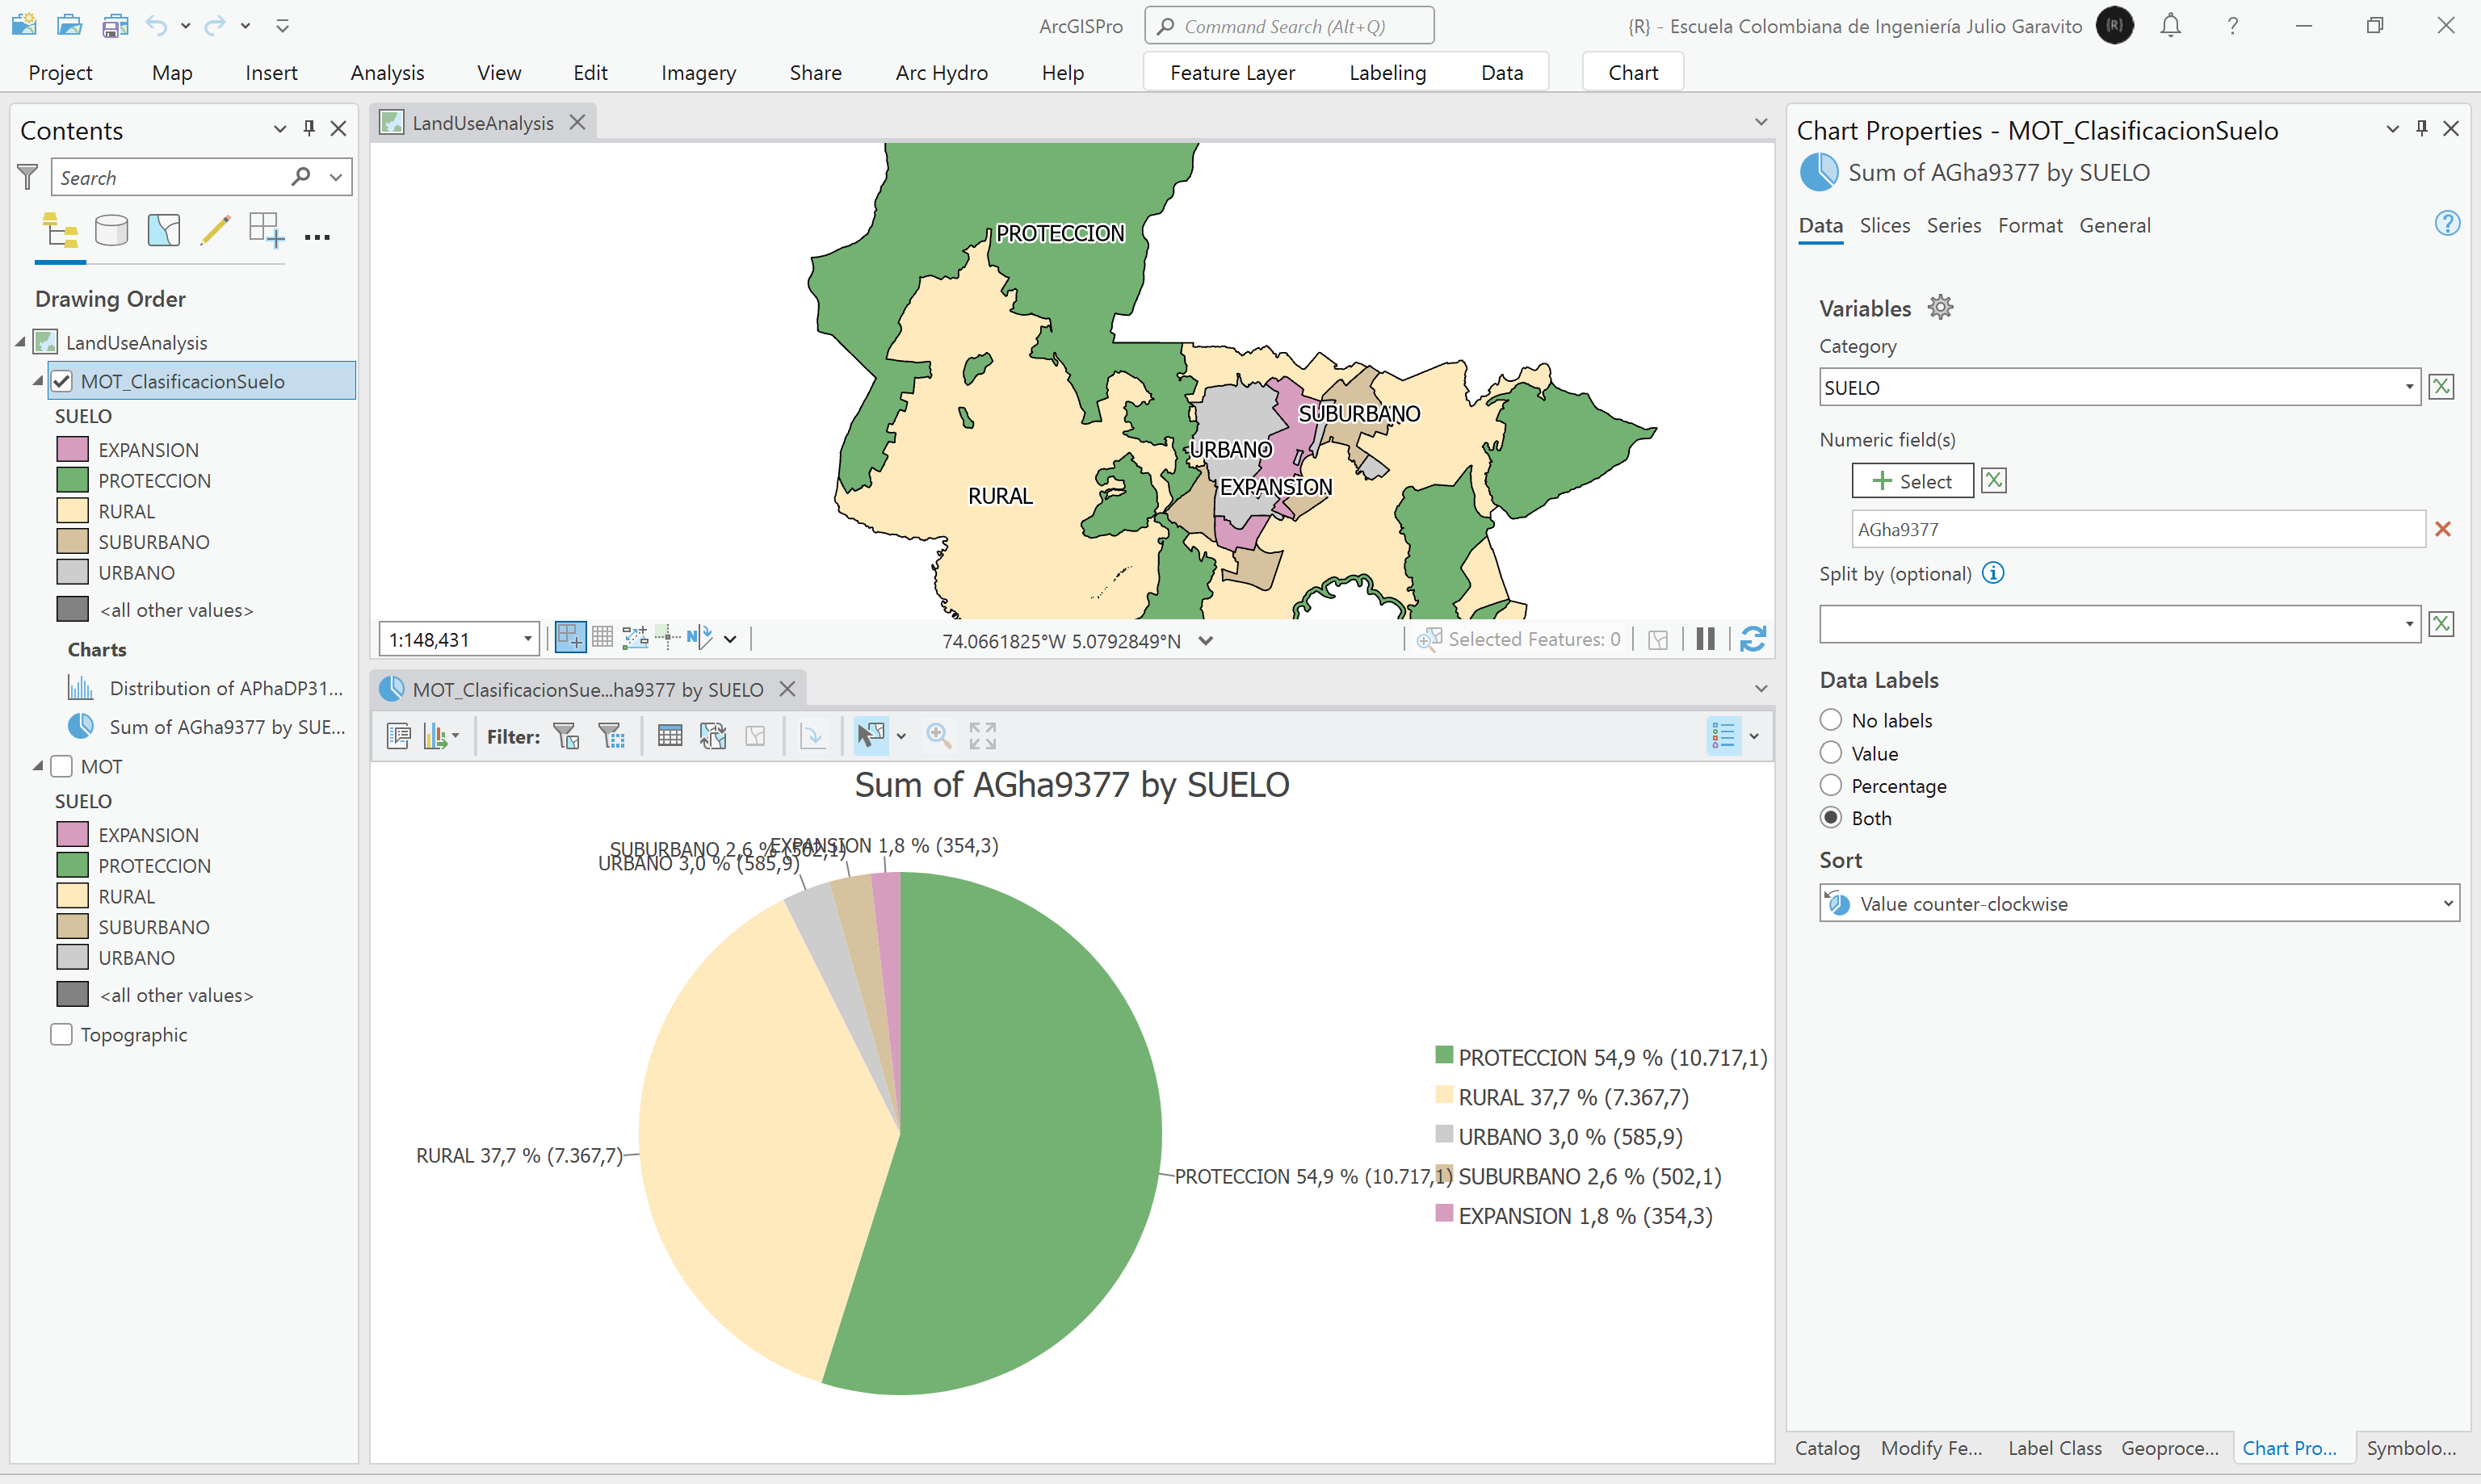 ArcGISPro
Command Search (Alt+Q)
{R} - Escuela Colombiana de Ingeniería Julio Garavito
{R}
?
Project
Map
Insert
Analysis
View
Edit
Imagery
Share
Arc Hydro
Help
Feature Layer
Labeling
Data
Chart
Contents
Search
Drawing Order
LandUseAnalysis
MOT_ClasificacionSuelo
SUELO
EXPANSION
PROTECCION
RURAL
SUBURBANO
URBANO
<all other values>
Charts
Distribution of APhaDP31...
Sum of AGha9377 by SUE...
MOT
SUELO
EXPANSION
PROTECCION
RURAL
SUBURBANO
URBANO
<all other values>
Topographic
LandUseAnalysis
PROTECCION
SUBURBANO
URBANO
EXPANSION
RURAL
1:148,431
N
74.0661825°W 5.0792849°N
Selected Features: 0
MOT_ClasificacionSue...ha9377 by SUELO
Filter:
Sum of AGha9377 by SUELO
EXPANSION 1,8 % (354,3)
SUBURBANO 2,6 % (502,1)
URBANO 3,0 % (585,9)
RURAL 37,7 % (7.367,7)
PROTECCION 54,9 % (10.717,1)
PROTECCION 54,9 % (10.717,1)
RURAL 37,7 % (7.367,7)
URBANO 3,0 % (585,9)
SUBURBANO 2,6 % (502,1)
EXPANSION 1,8 % (354,3)
Chart Properties - MOT_ClasificacionSuelo
Sum of AGha9377 by SUELO
Data
Slices
Series
Format
General
?
Variables
Category
SUELO
Numeric field(s)
Select
AGha9377
Split by (optional)
Data Labels
No labels
Value
Percentage
Both
Sort
Value counter-clockwise
Catalog
Modify Fe...
Label Class
Geoproce...
Chart Pro...
Symbolo...